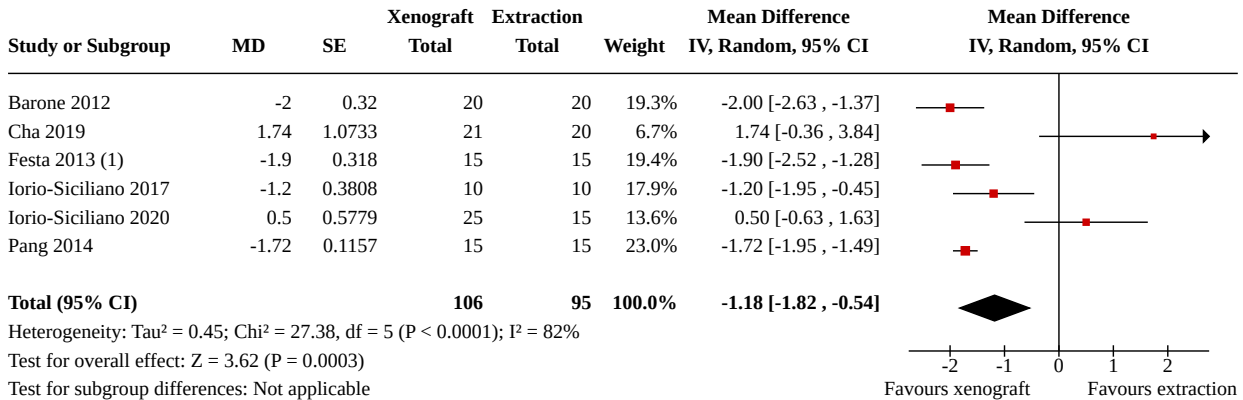 Xenograft Extraction Mean Difference Mean Difference
Study or Subgroup MD SE Total Total Weight IV, Random, 95% CI IV, Random, 95% CI
Barone 2012 -2 0.32 20 20 19.3% -2.00 [-2.63 , -1.37]
Cha 2019 1.74 1.0733 21 20 6.7% 1.74 [-0.36 , 3.84]
Festa 2013 (1) -1.9 0.318 15 15 19.4% -1.90 [-2.52 , -1.28]
Iorio-Siciliano 2017 -1.2 0.3808 10 10 17.9% -1.20 [-1.95 , -0.45]
Iorio-Siciliano 2020 0.5 0.5779 25 15 13.6% 0.50 [-0.63 , 1.63]
Pang 2014 -1.72 0.1157 15 15 23.0% -1.72 [-1.95 , -1.49]
Total (95% CI) 106 95 100.0% -1.18 [-1.82 , -0.54]
Heterogeneity: Tau² = 0.45; Chi² = 27.38, df = 5 (P < 0.0001); I² = 82%
Test for overall effect: Z = 3.62 (P = 0.0003)
-2 -1 0 1 2
Test for subgroup differences: Not applicable
Favours xenograft Favours extraction